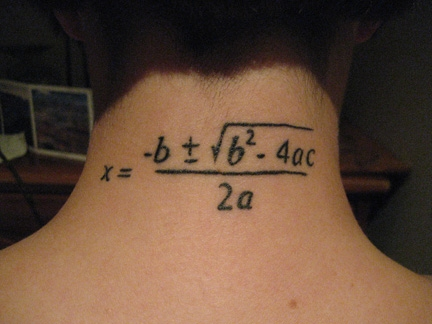 x = -b ± √b² - 4ac
2a